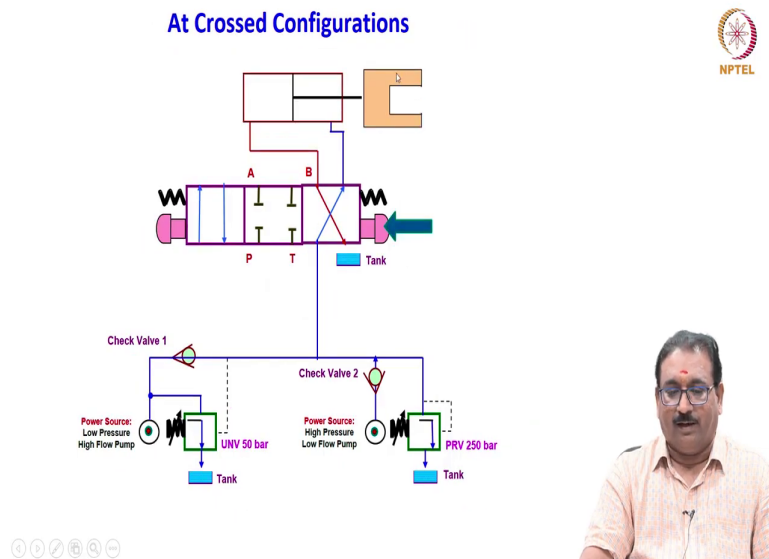 At Crossed Configurations
NPTEL
A
B
P
T
Tank
Check Valve 1
Check Valve 2
Power Source:
Low Pressure
High Flow Pump
UNV 50 bar
Tank
Power Source:
High Pressure
Low Flow Pump
PRV 250 bar
Tank